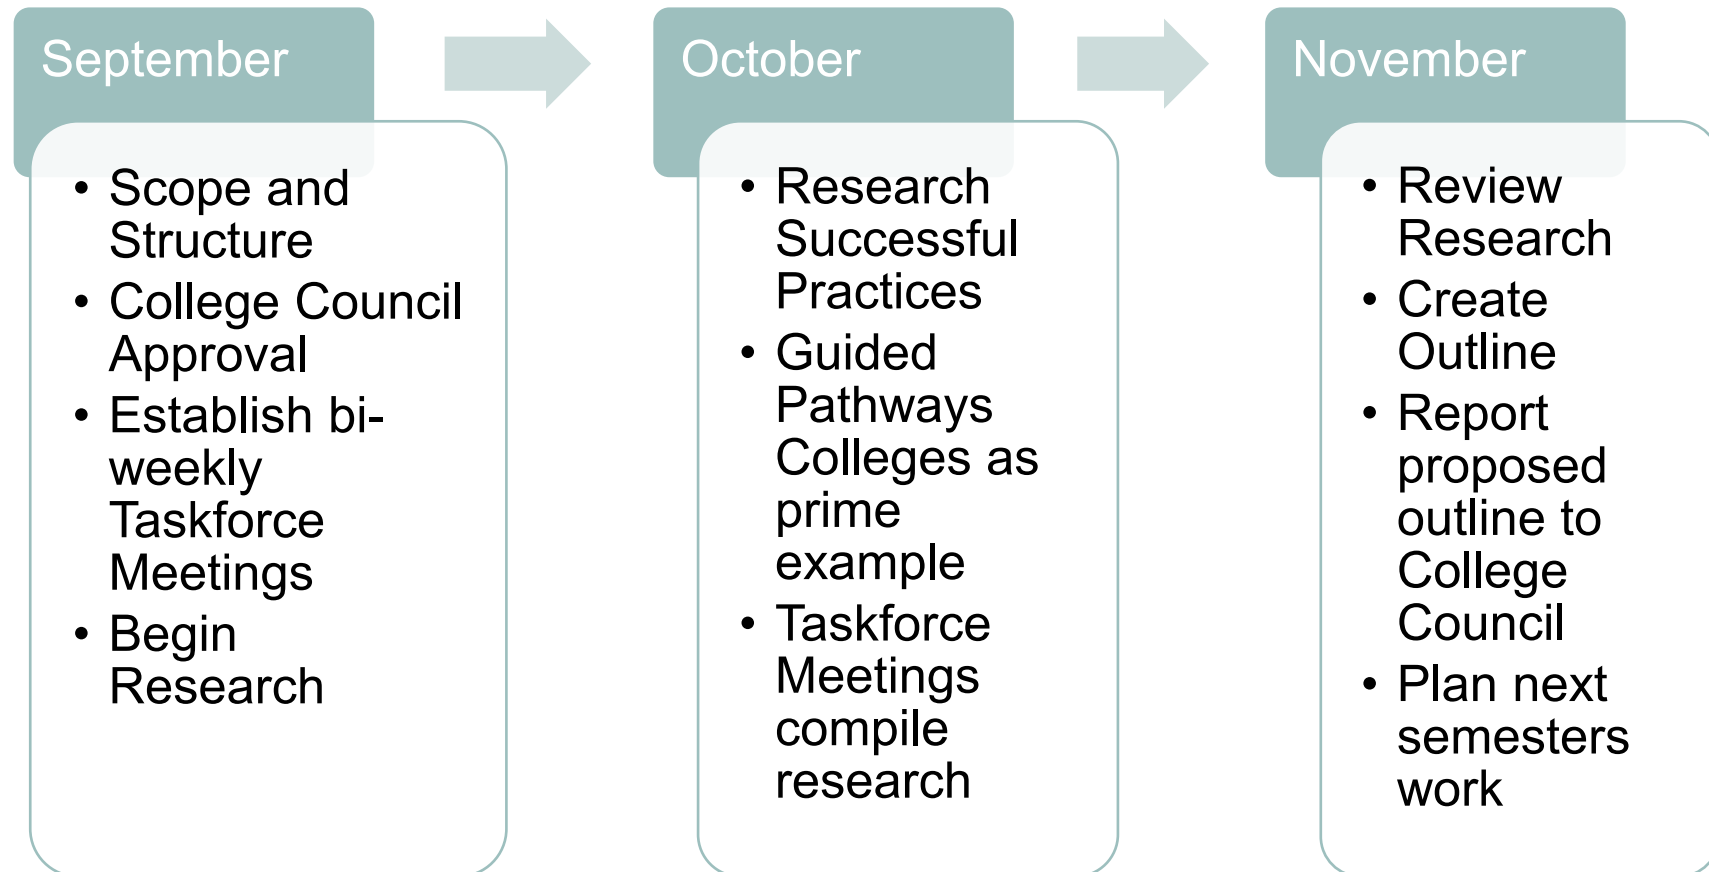 September
• Scope and
Structure
• College Council
Approval
• Establish bi-
weekly
Taskforce
Meetings
• Begin
Research
October
• Research
Successful
Practices
• Guided
Pathways
Colleges as
prime
example
• Taskforce
Meetings
compile
research
November
• Review
Research
• Create
Outline
• Report
proposed
outline to
College
Council
• Plan next
semesters
work